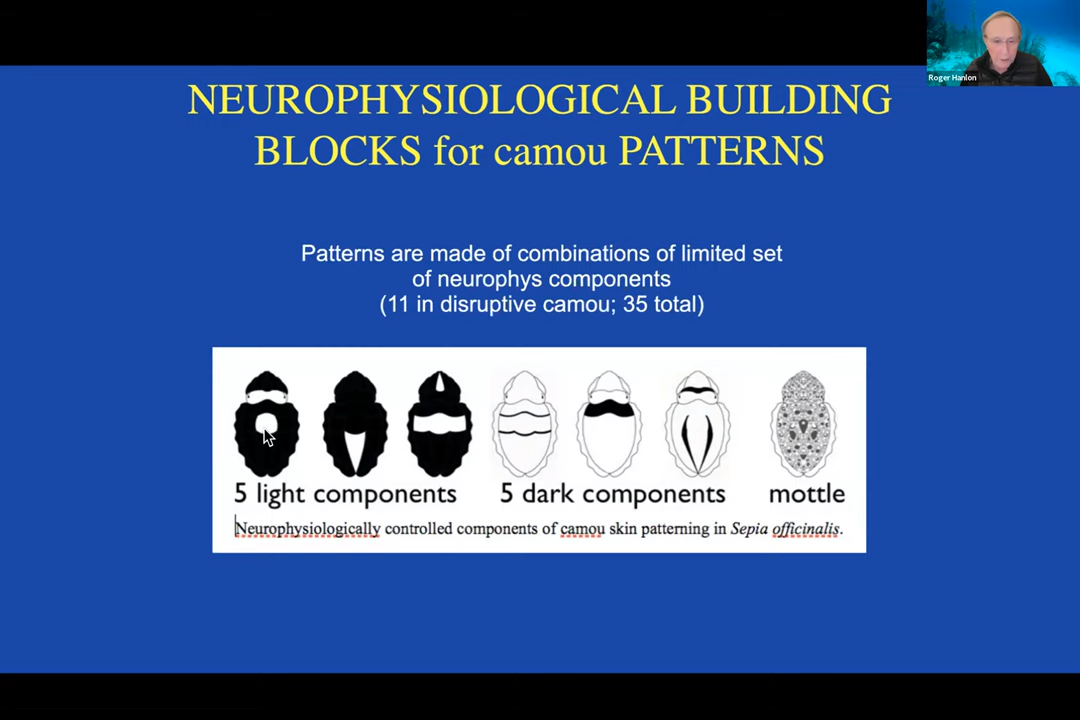 Roger Hanlon
NEUROPHYSIOLOGICAL BUILDING
BLOCKS for camou PATTERNS
Patterns are made of combinations of limited set
of neurophys components
(11 in disruptive camou; 35 total)
5 light components
5 dark components
mottle
Neurophysiologically controlled components of camou skin patterning in Sepia officinalis.